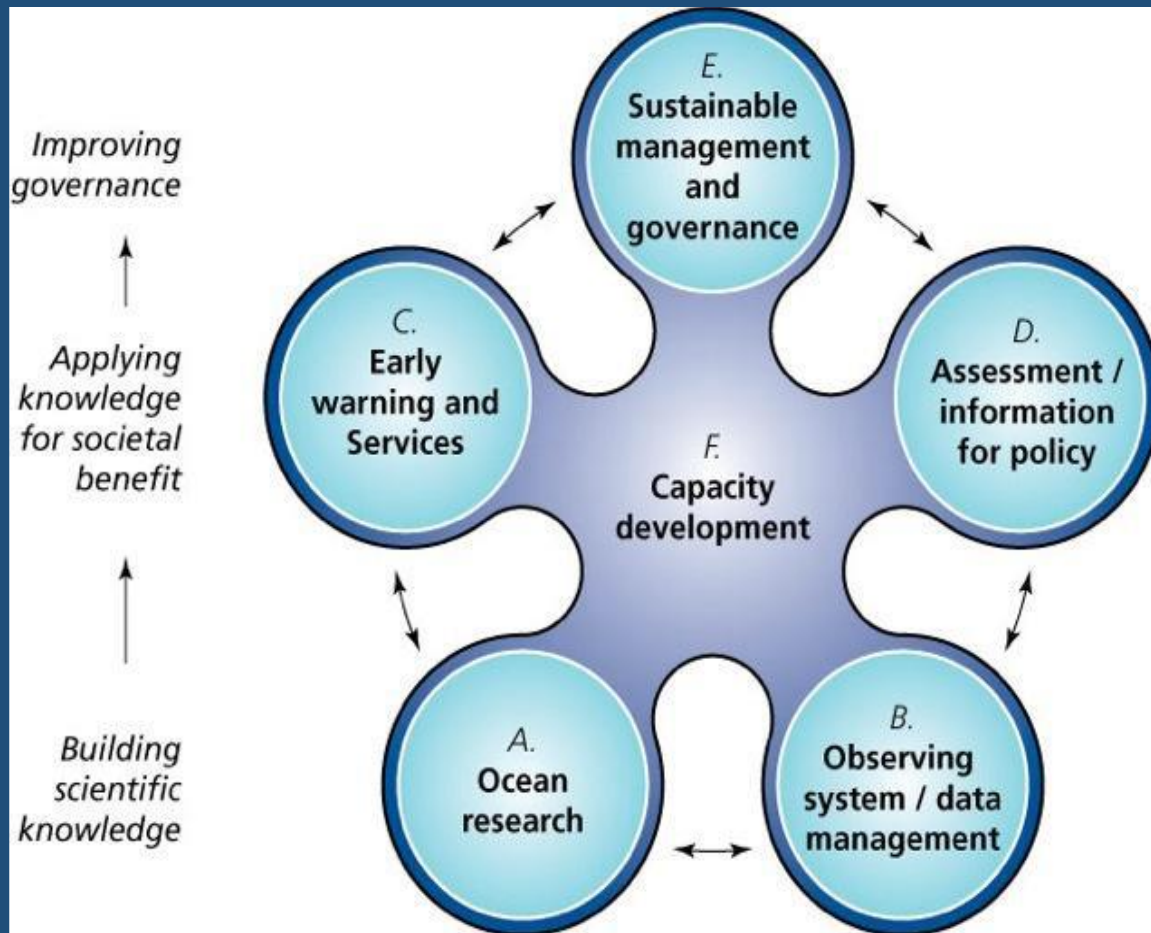 Improving
governance
Applying
knowledge
for societal
benefit
Building
scientific
knowledge
E.
Sustainable
management
and
governance
C.
Early
warning and
Services
D.
Assessment /
information
for policy
F.
Capacity
development
A.
Ocean
research
B.
Observing
system / data
management